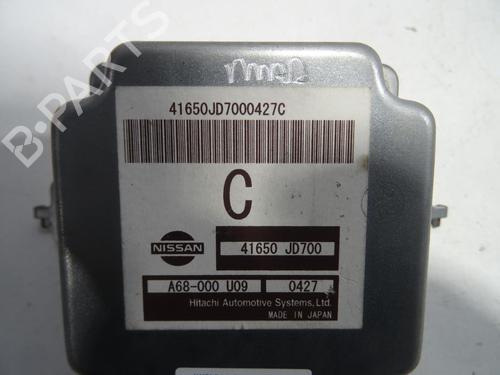 B-PARTS
41650JD7000427C
C
NISSAN
41650 JD700
A68-000 U09 0427
Hitachi Automotive Systems, Ltd.
MADE IN JAPAN